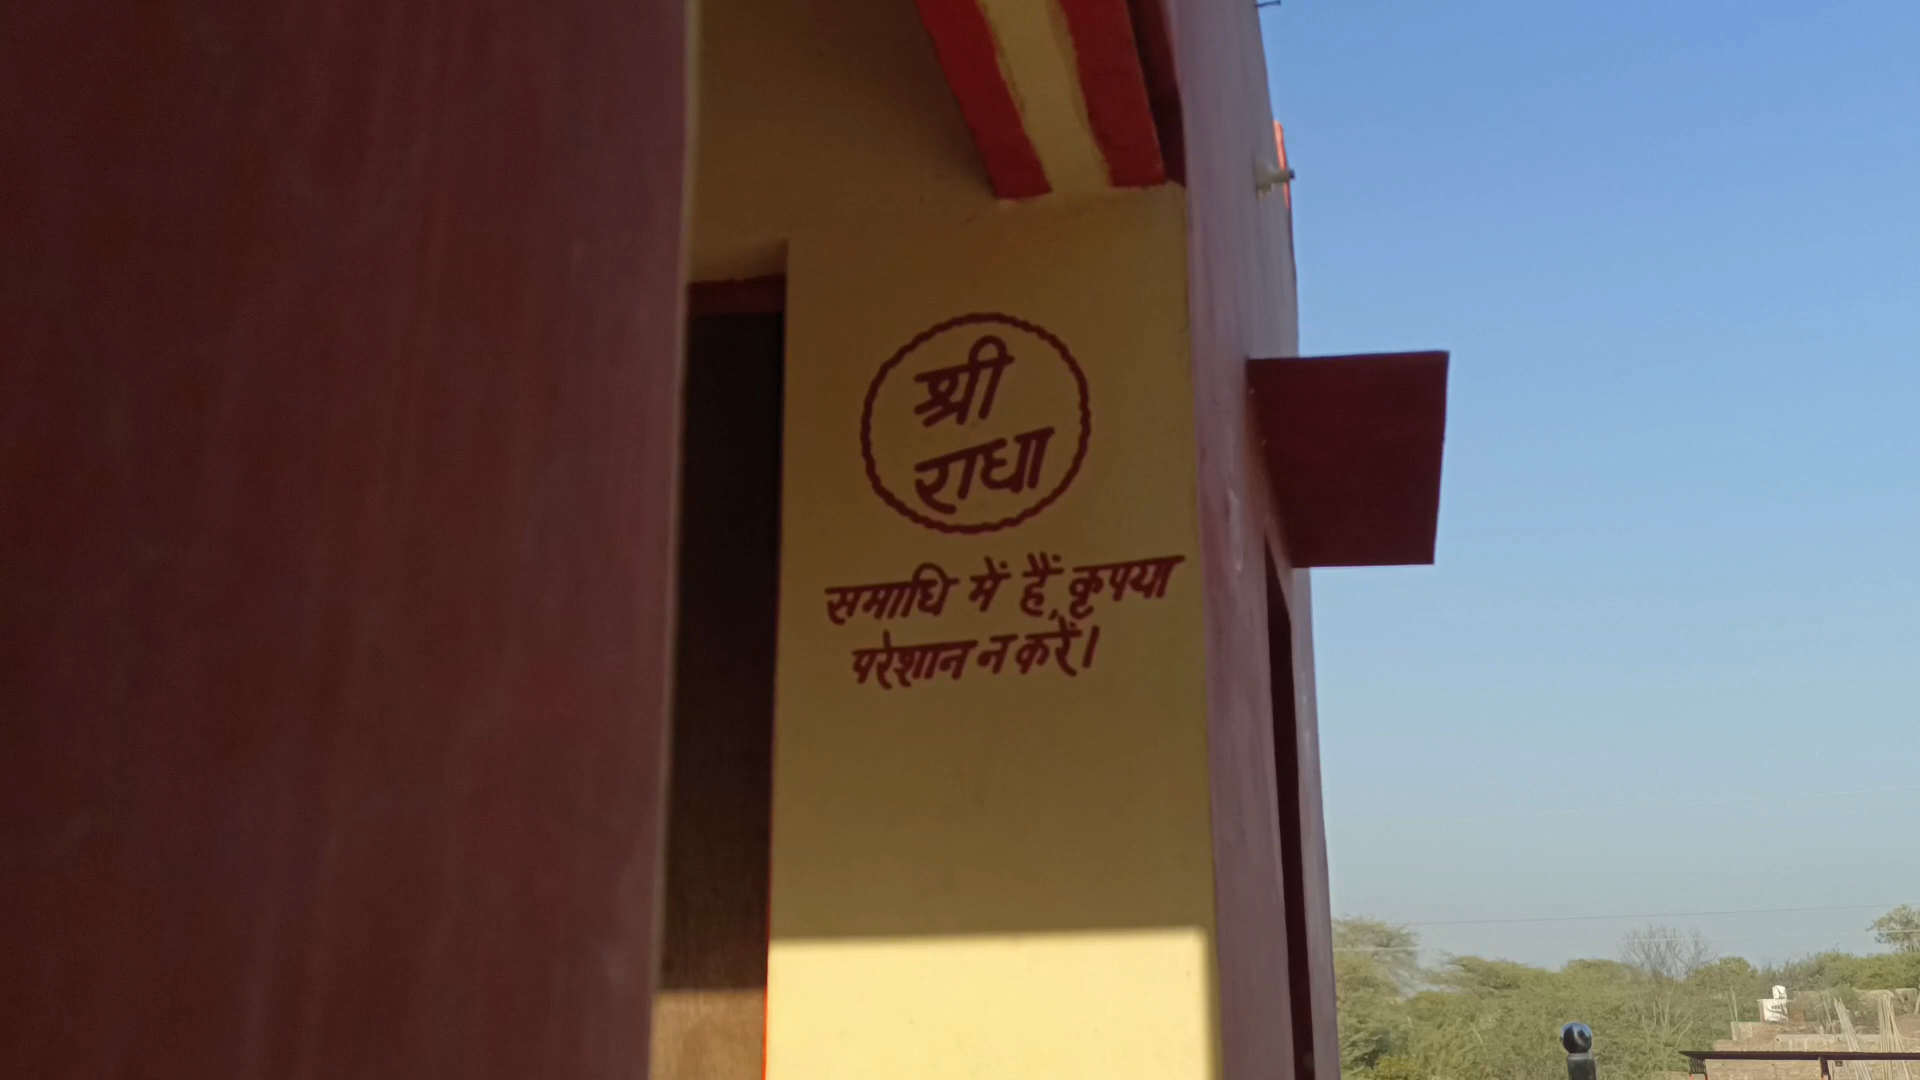 श्री
राधा
समाधि में हैं, कृपया
परेशान न करें।